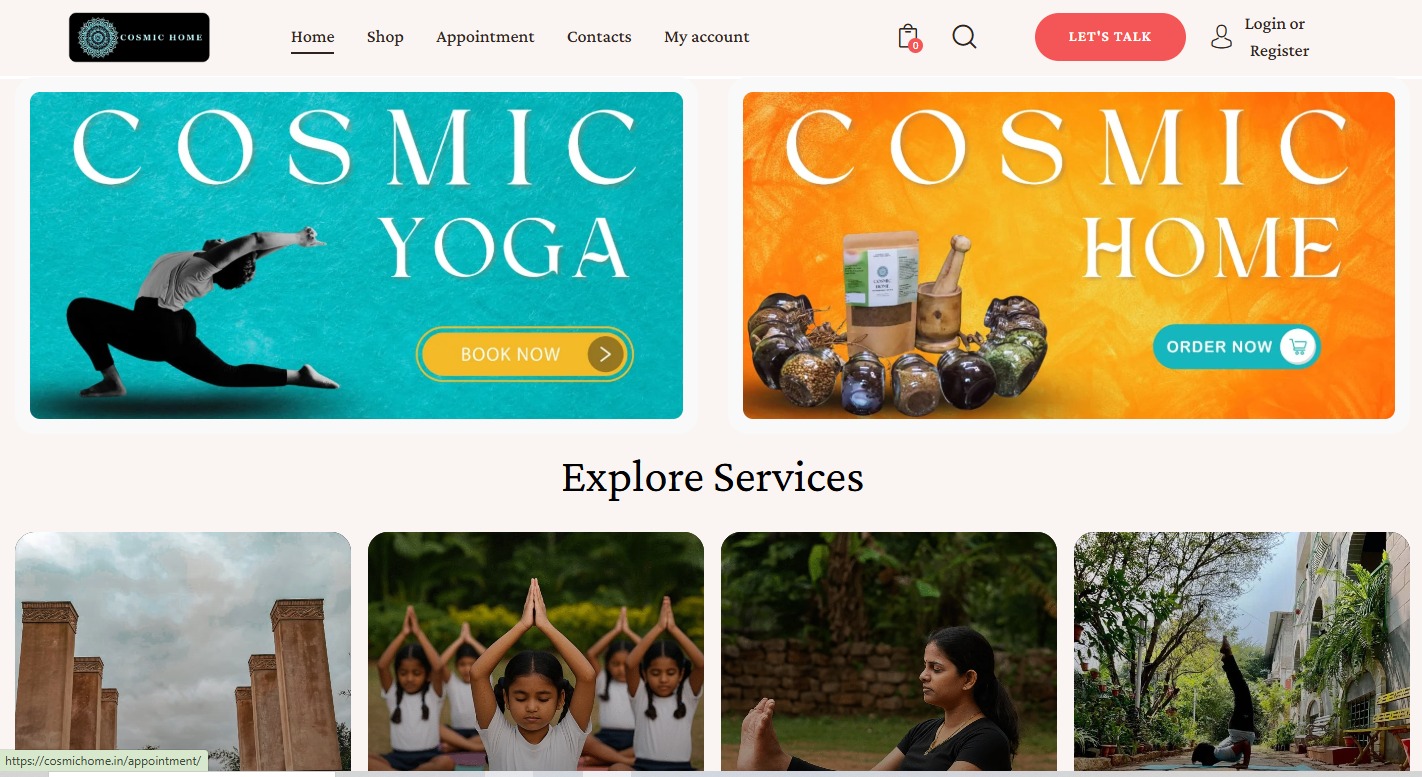 COSMIC HOME
Home
Shop
Appointment
Contacts
My account
0
LET'S TALK
Login or
Register
COSMIC
YOGA
BOOK NOW
COSMIC
HOME
COSMIC
HOME
ORDER NOW
Explore Services
https://cosmichome.in/appointment/